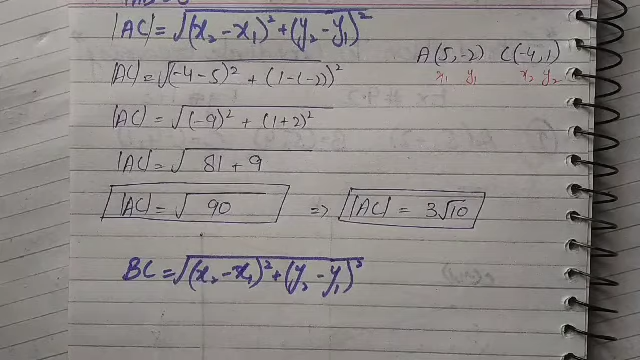 |AC| = √(x₂ - x₁)² + (y₂ - y₁)²
A(5, -2) C(-4, 1)
x₁ y₁ x₂ y₂
|AC| = √(-4 - 5)² + (1 - (-2))²
|AC| = √(-9)² + (1 + 2)²
|AC| = √81 + 9
|AC| = √90 ⇒ |AC| = 3√10
BC = √(x₂ - x₁)² + (y₂ - y₁)²